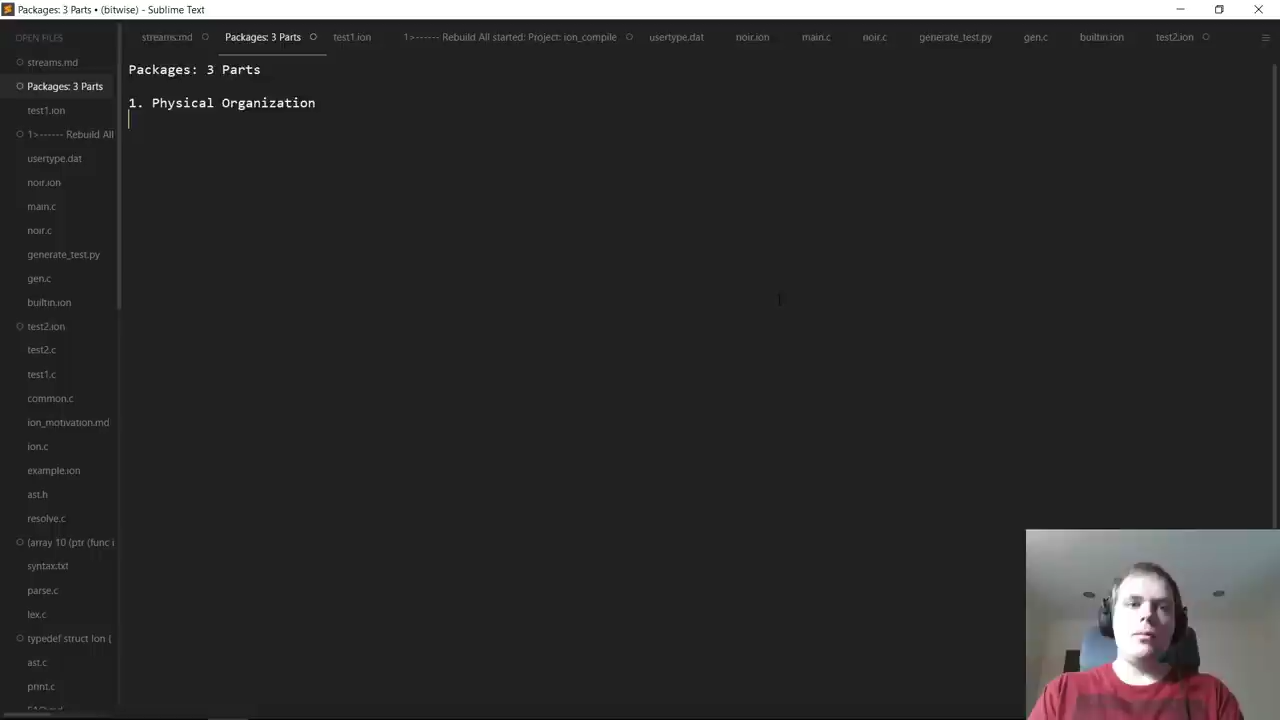 Packages: 3 Parts • (bitwise) - Sublime Text
OPEN FILES
streams.md
Packages: 3 Parts
test1.ion
1>------ Rebuild All started: Project: ion_compile
usertype.dat
noir.ion
main.c
noir.c
generate_test.py
gen.c
builtin.ion
test2.ion
streams.md
Packages: 3 Parts
test1.ion
1>------ Rebuild All
usertype.dat
noir.ion
main.c
noir.c
generate_test.py
gen.c
builtin.ion
test2.ion
test2.c
test1.c
common.c
ion_motivation.md
ion.c
example.ion
ast.h
resolve.c
(array 10 (ptr (func i
syntax.txt
parse.c
lex.c
typedef struct Ion {
ast.c
print.c
FAQ.md
Packages: 3 Parts
1. Physical Organization